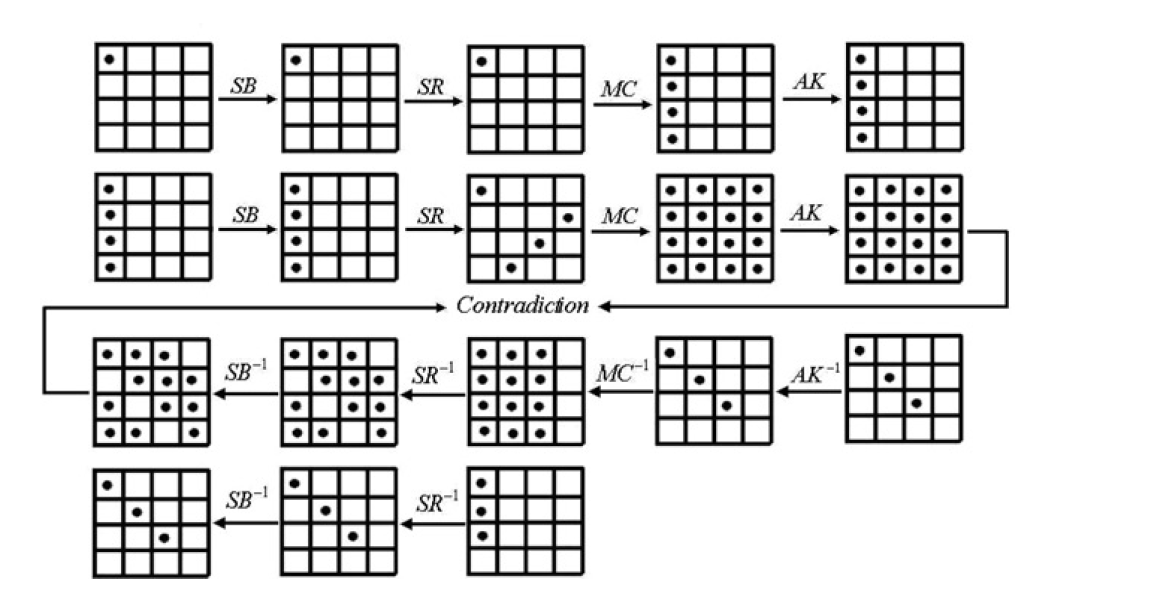 SB SR MC AK
SB SR MC AK
Contradiction
SB⁻¹ SR⁻¹ MC⁻¹ AK⁻¹
SB⁻¹ SR⁻¹